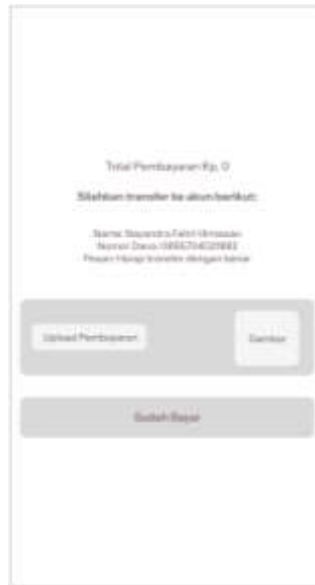 Total Pembayaran Rp. 0
Silahkan transfer ke akun berikut:
Nama:
Nomor Dana:
Pesan: Harap transfer dengan benar
Upload Pembayaran
Gambar
Sudah Bayar